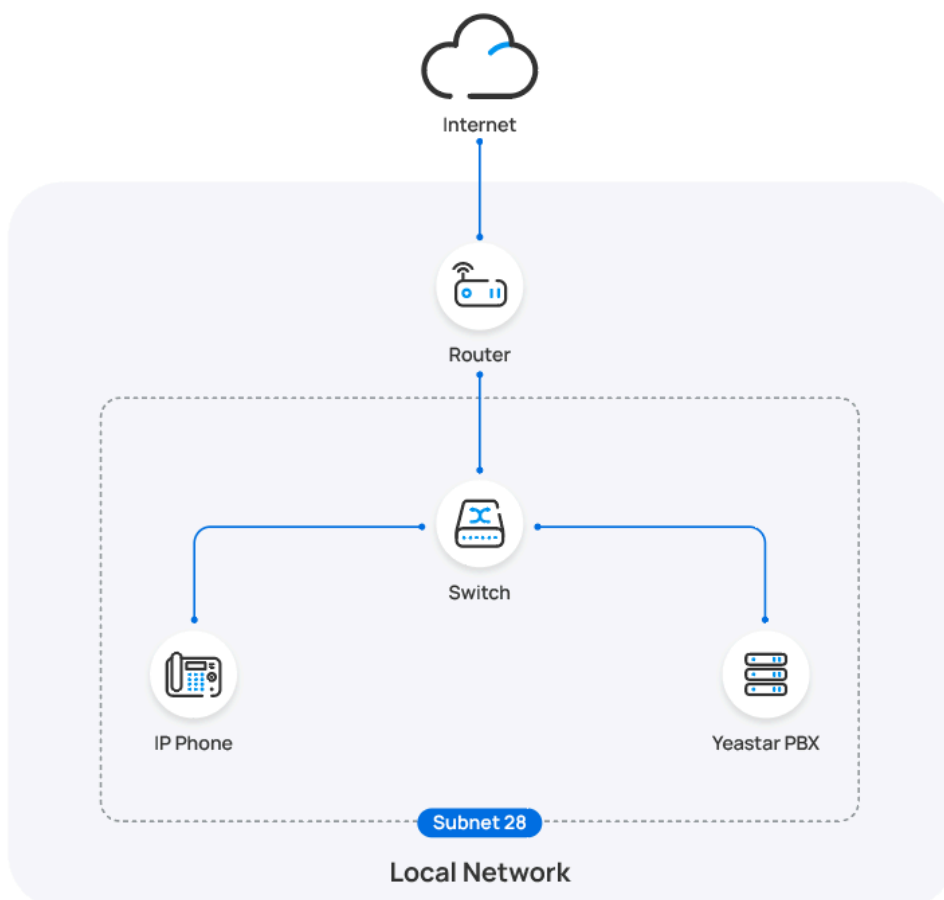 Internet
Router
Switch
IP Phone
Yeastar PBX
Subnet 28
Local Network